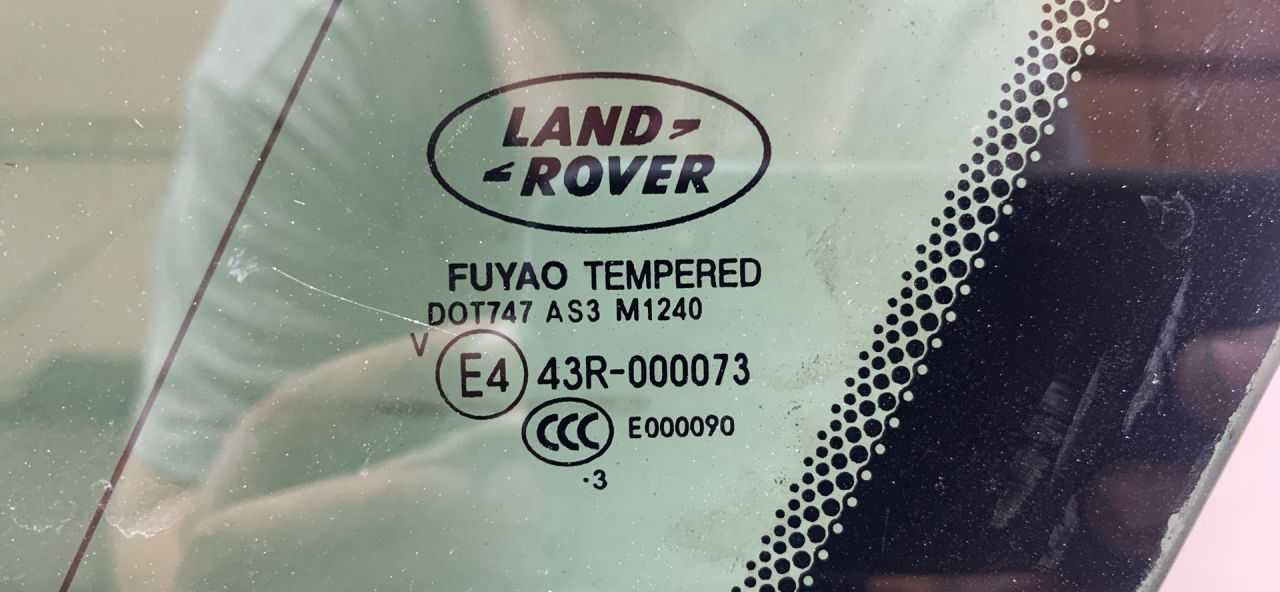 LAND
ROVER
FUYAO TEMPERED
DOT747 AS3 M1240
V
E4 43R-000073
CCC E000090
·3